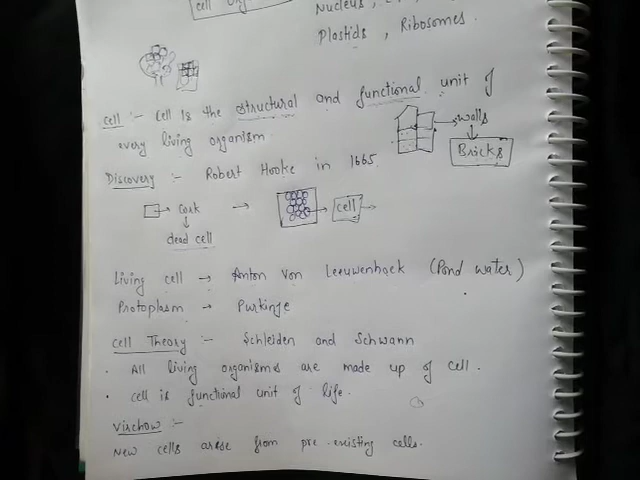 cell
Nucleus,
Plastids, Ribosomes.
cell :- Cell is the structural and functional unit of
every living organism.
walls
Bricks
Discovery :- Robert Hooke in 1665.
Cork
cell
dead cell
Living cell → Anton Von Leeuwenhoek (Pond water)
Protoplasm → Purkinje
Cell Theory :- Schleiden and Schwann
. All living organisms are made up of cell.
. cell is functional unit of life.
Virchow :-
New cells arise from pre-existing cells.